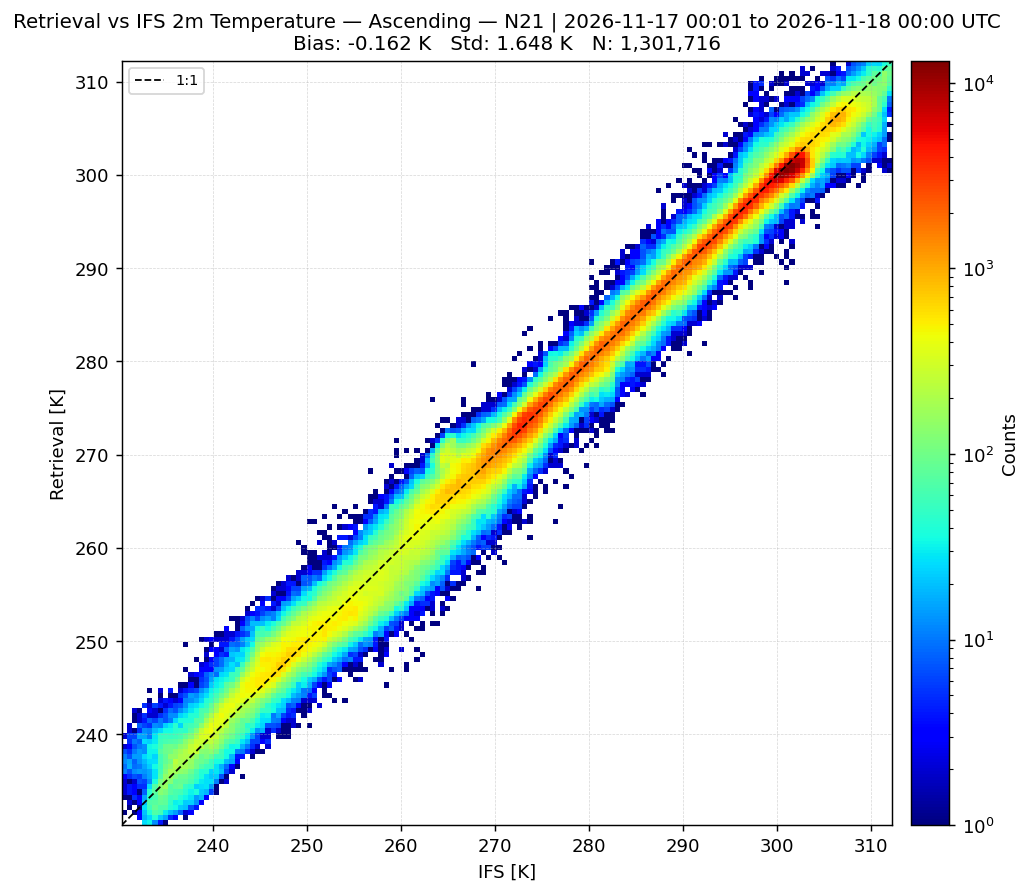 Retrieval vs IFS 2m Temperature — Ascending — N21 | 2026-11-17 00:01 to 2026-11-18 00:00 UTC
Bias: -0.162 K   Std: 1.648 K   N: 1,301,716
1:1
310
300
290
280
270
260
250
240
Retrieval [K]
240 250 260 270 280 290 300 310
IFS [K]
10⁴
10³
10²
10¹
10⁰
Counts